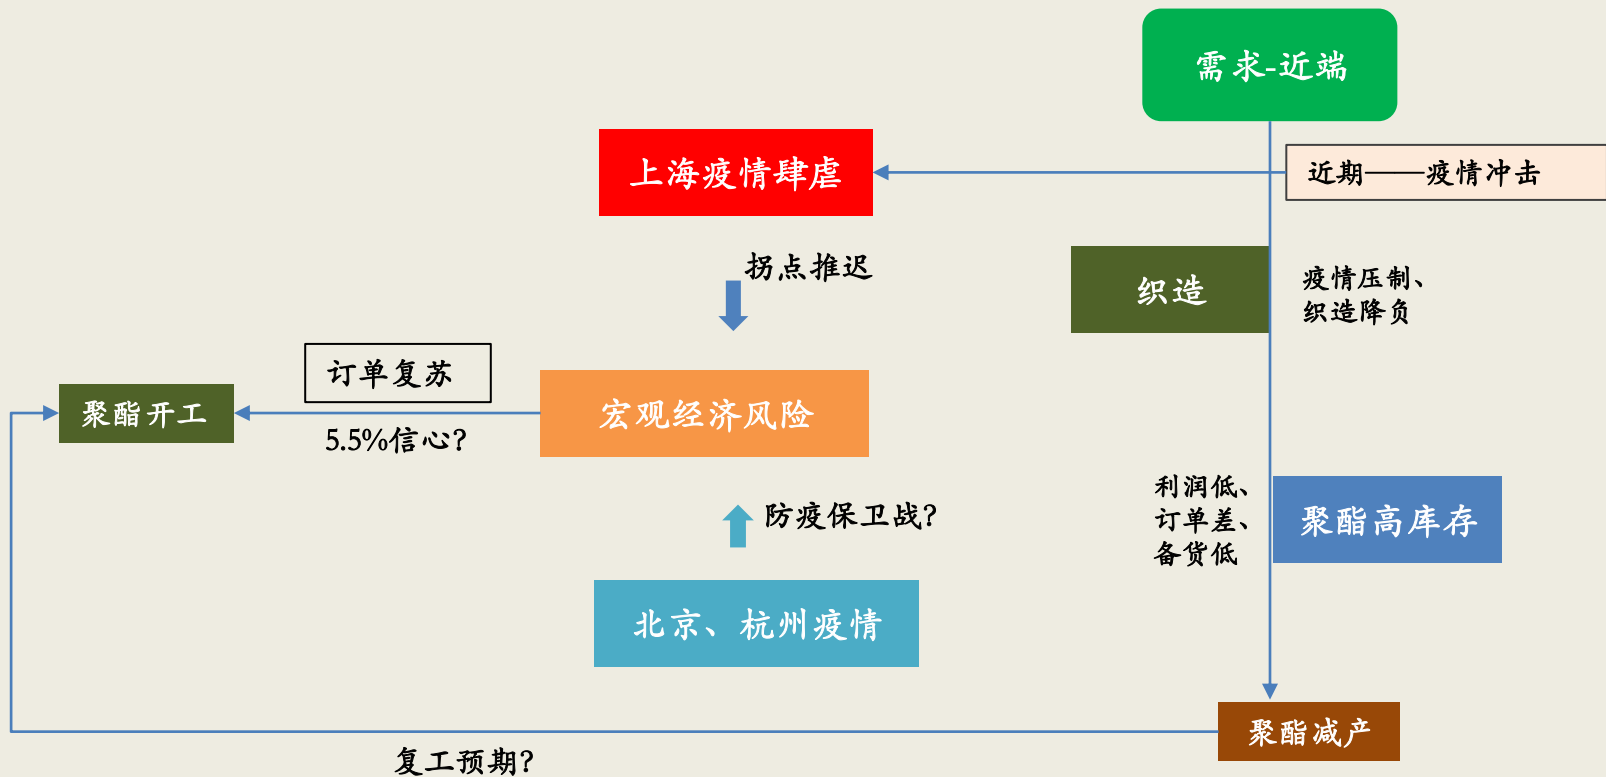 需求-近端
上海疫情肆虐
近期——疫情冲击
拐点推迟
织造
疫情压制、
织造降负
订单复苏
聚酯开工
宏观经济风险
5.5%信心?
利润低、
订单差、
备货低
聚酯高库存
防疫保卫战?
北京、杭州疫情
聚酯减产
复工预期?